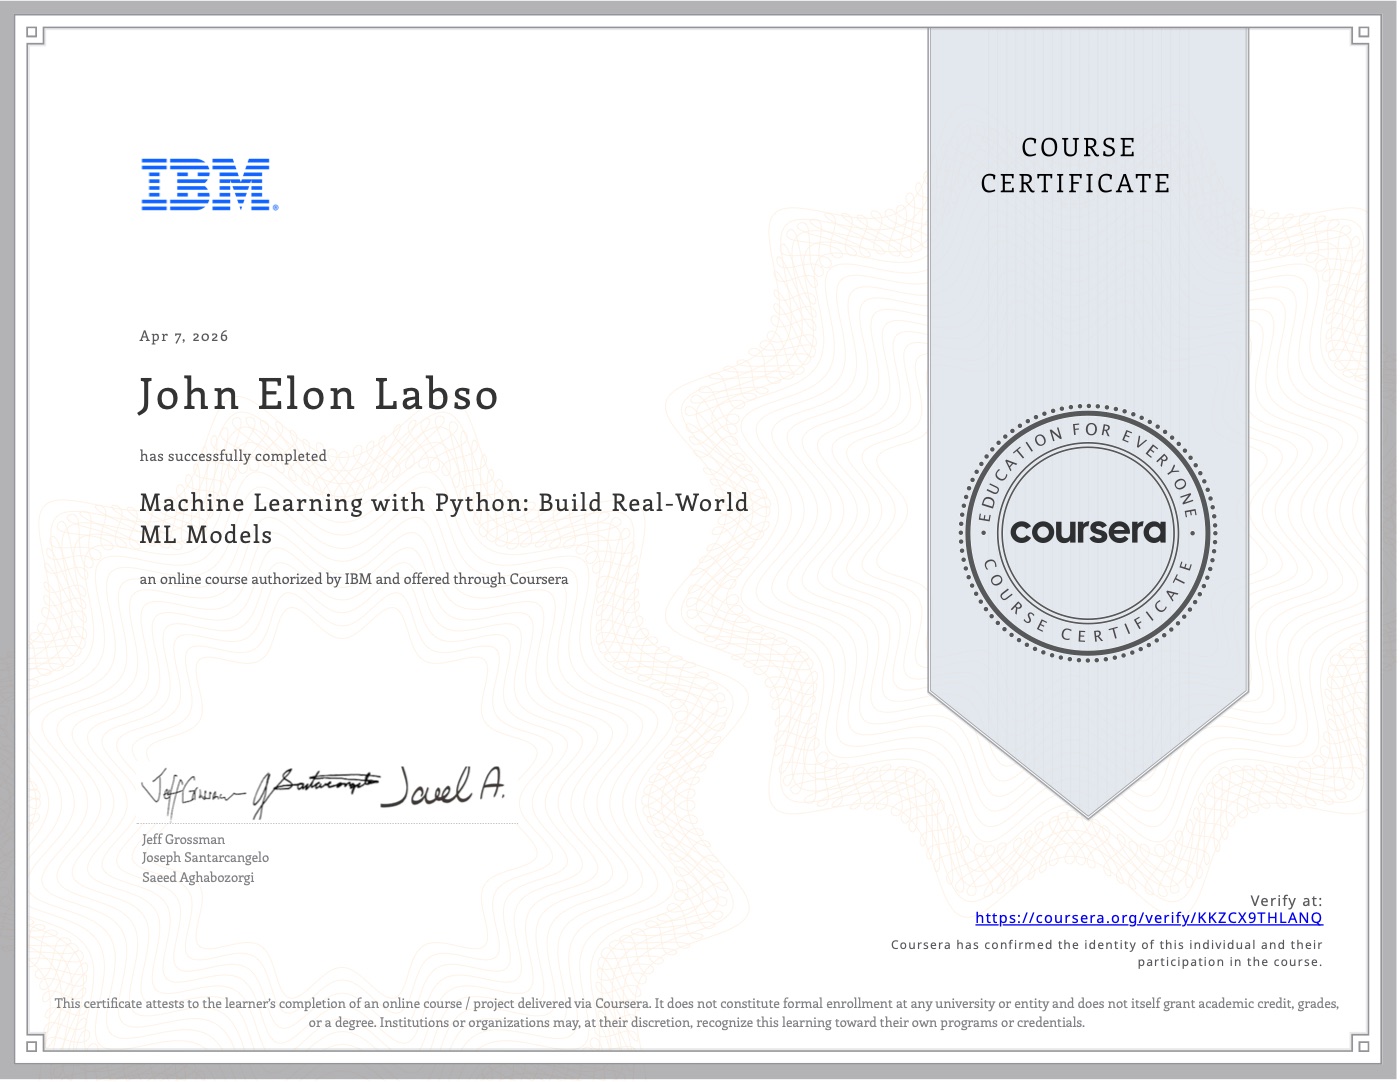 IBM®
COURSE
CERTIFICATE
Apr 7, 2026
John Elon Labso
has successfully completed
Machine Learning with Python: Build Real-World
ML Models
an online course authorized by IBM and offered through Coursera
EDUCATION FOR EVERYONE
coursera
COURSE CERTIFICATE
Jeff Grossman
Joseph Santarcangelo
Saeed Aghabozorgi
Verify at:
https://coursera.org/verify/KKZCX9THLANQ
Coursera has confirmed the identity of this individual and their
participation in the course.
This certificate attests to the learner's completion of an online course / project delivered via Coursera. It does not constitute formal enrollment at any university or entity and does not itself grant academic credit, grades,
or a degree. Institutions or organizations may, at their discretion, recognize this learning toward their own programs or credentials.